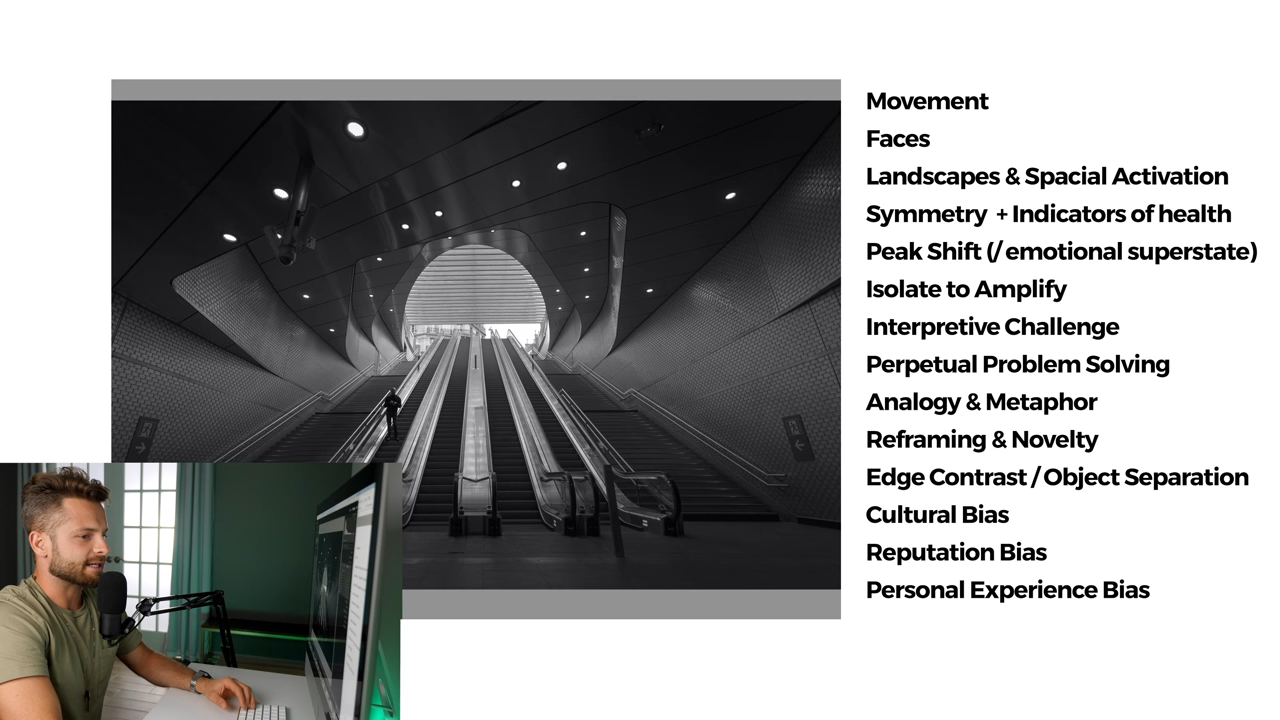 Movement
Faces
Landscapes & Spacial Activation
Symmetry + Indicators of health
Peak Shift (/ emotional superstate)
Isolate to Amplify
Interpretive Challenge
Perpetual Problem Solving
Analogy & Metaphor
Reframing & Novelty
Edge Contrast / Object Separation
Cultural Bias
Reputation Bias
Personal Experience Bias